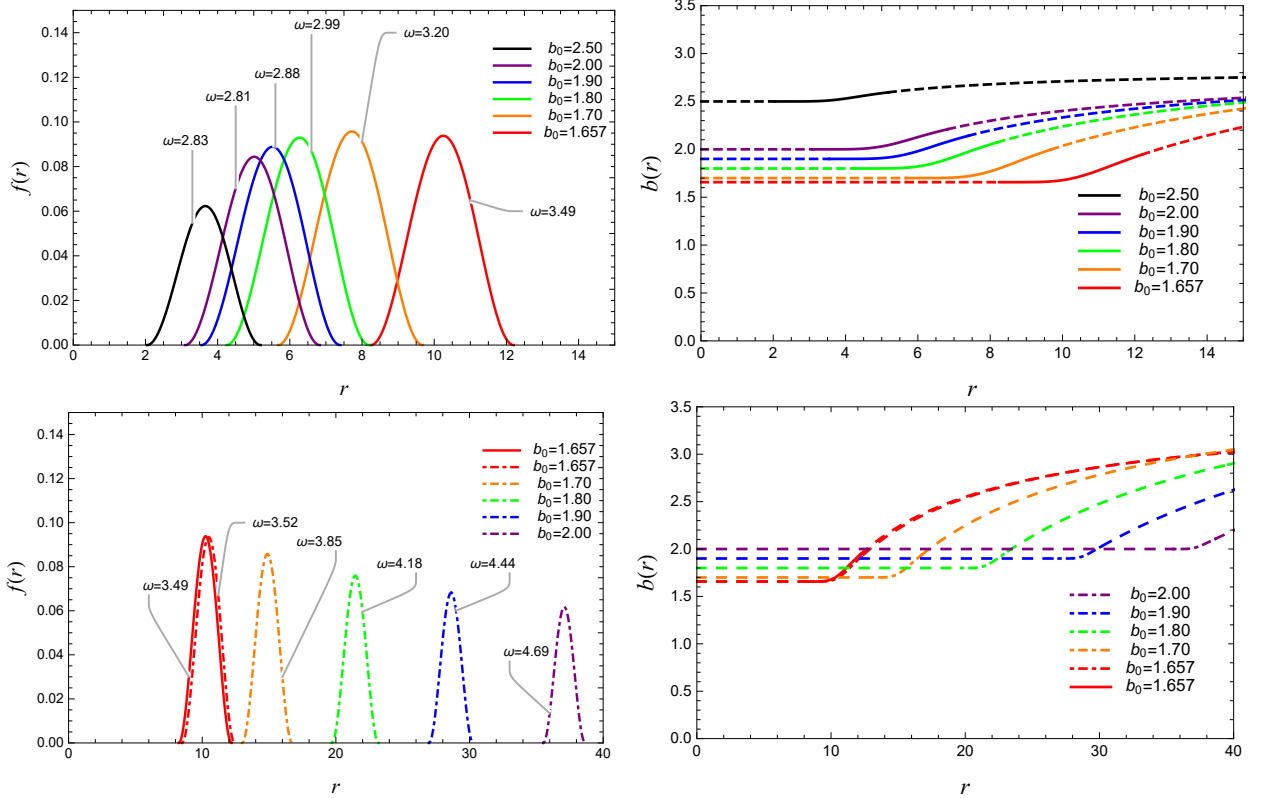 0.14
0.12
0.10
0.08
0.06
0.04
0.02
0.00
f(r)
ω=2.83
ω=2.81
ω=2.88
ω=2.99
ω=3.20
ω=3.49
b₀=2.50
b₀=2.00
b₀=1.90
b₀=1.80
b₀=1.70
b₀=1.657
0 2 4 6 8 10 12 14
r
3.5
3.0
2.5
2.0
1.5
1.0
0.5
0.0
b(r)
b₀=2.50
b₀=2.00
b₀=1.90
b₀=1.80
b₀=1.70
b₀=1.657
0 2 4 6 8 10 12 14
r
0.14
0.12
0.10
0.08
0.06
0.04
0.02
0.00
f(r)
ω=3.49
ω=3.52
ω=3.85
ω=4.18
ω=4.44
ω=4.69
b₀=1.657
b₀=1.657
b₀=1.70
b₀=1.80
b₀=1.90
b₀=2.00
0 10 20 30 40
r
3.5
3.0
2.5
2.0
1.5
1.0
0.5
0.0
b(r)
b₀=2.00
b₀=1.90
b₀=1.80
b₀=1.70
b₀=1.657
b₀=1.657
0 10 20 30 40
r